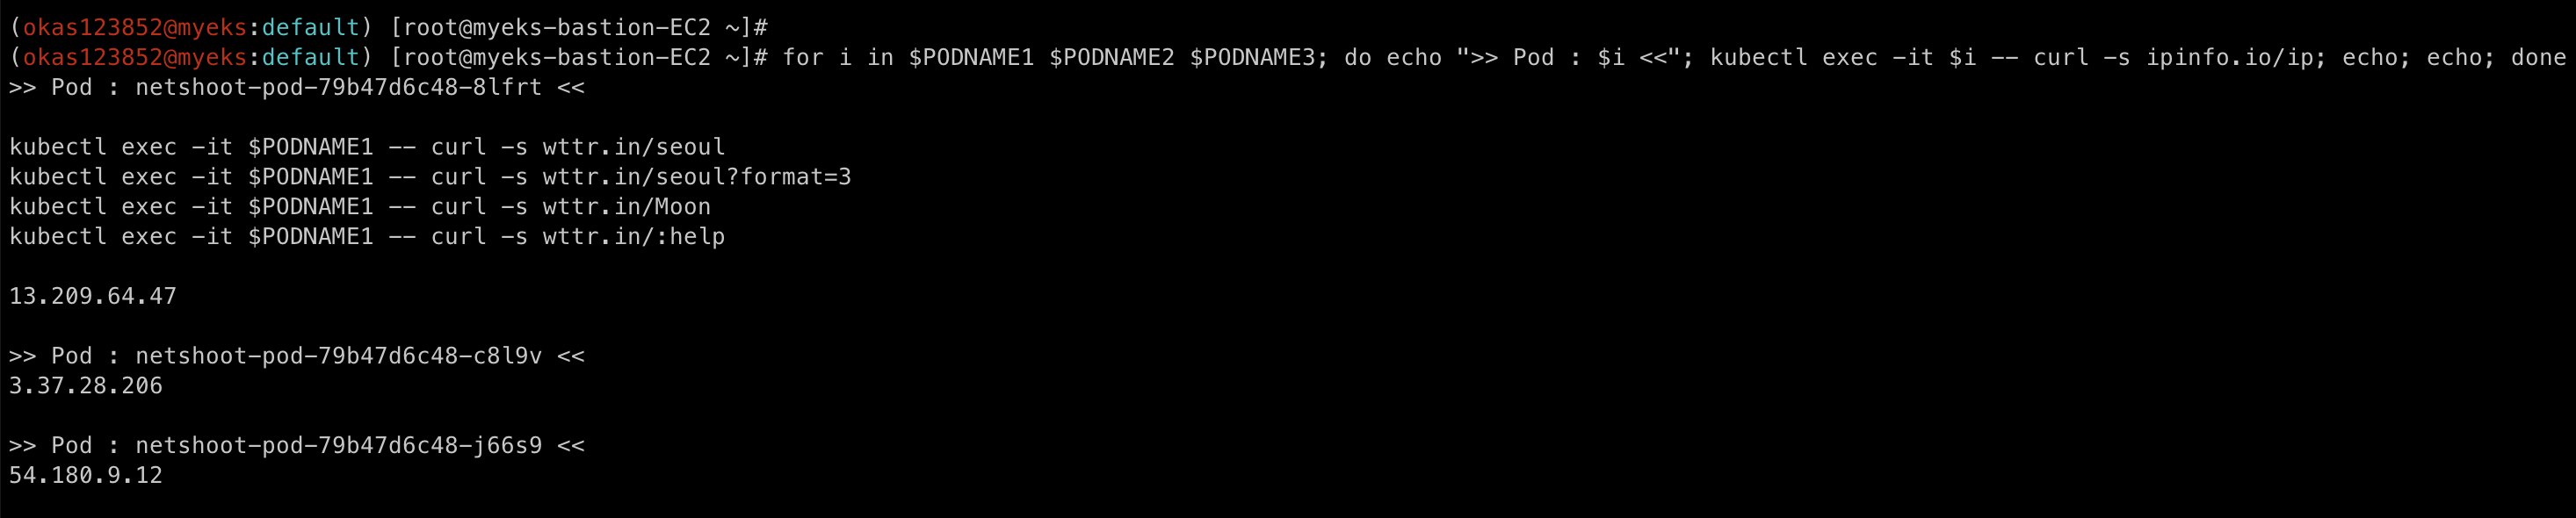 (okas123852@myeks:default) [root@myeks-bastion-EC2 ~]#
(okas123852@myeks:default) [root@myeks-bastion-EC2 ~]# for i in $PODNAME1 $PODNAME2 $PODNAME3; do echo ">> Pod : $i <<"; kubectl exec -it $i -- curl -s ipinfo.io/ip; echo; echo; done
>> Pod : netshoot-pod-79b47d6c48-8lfrt <<
kubectl exec -it $PODNAME1 -- curl -s wttr.in/seoul
kubectl exec -it $PODNAME1 -- curl -s wttr.in/seoul?format=3
kubectl exec -it $PODNAME1 -- curl -s wttr.in/Moon
kubectl exec -it $PODNAME1 -- curl -s wttr.in/:help
13.209.64.47
>> Pod : netshoot-pod-79b47d6c48-c8l9v <<
3.37.28.206
>> Pod : netshoot-pod-79b47d6c48-j66s9 <<
54.180.9.12